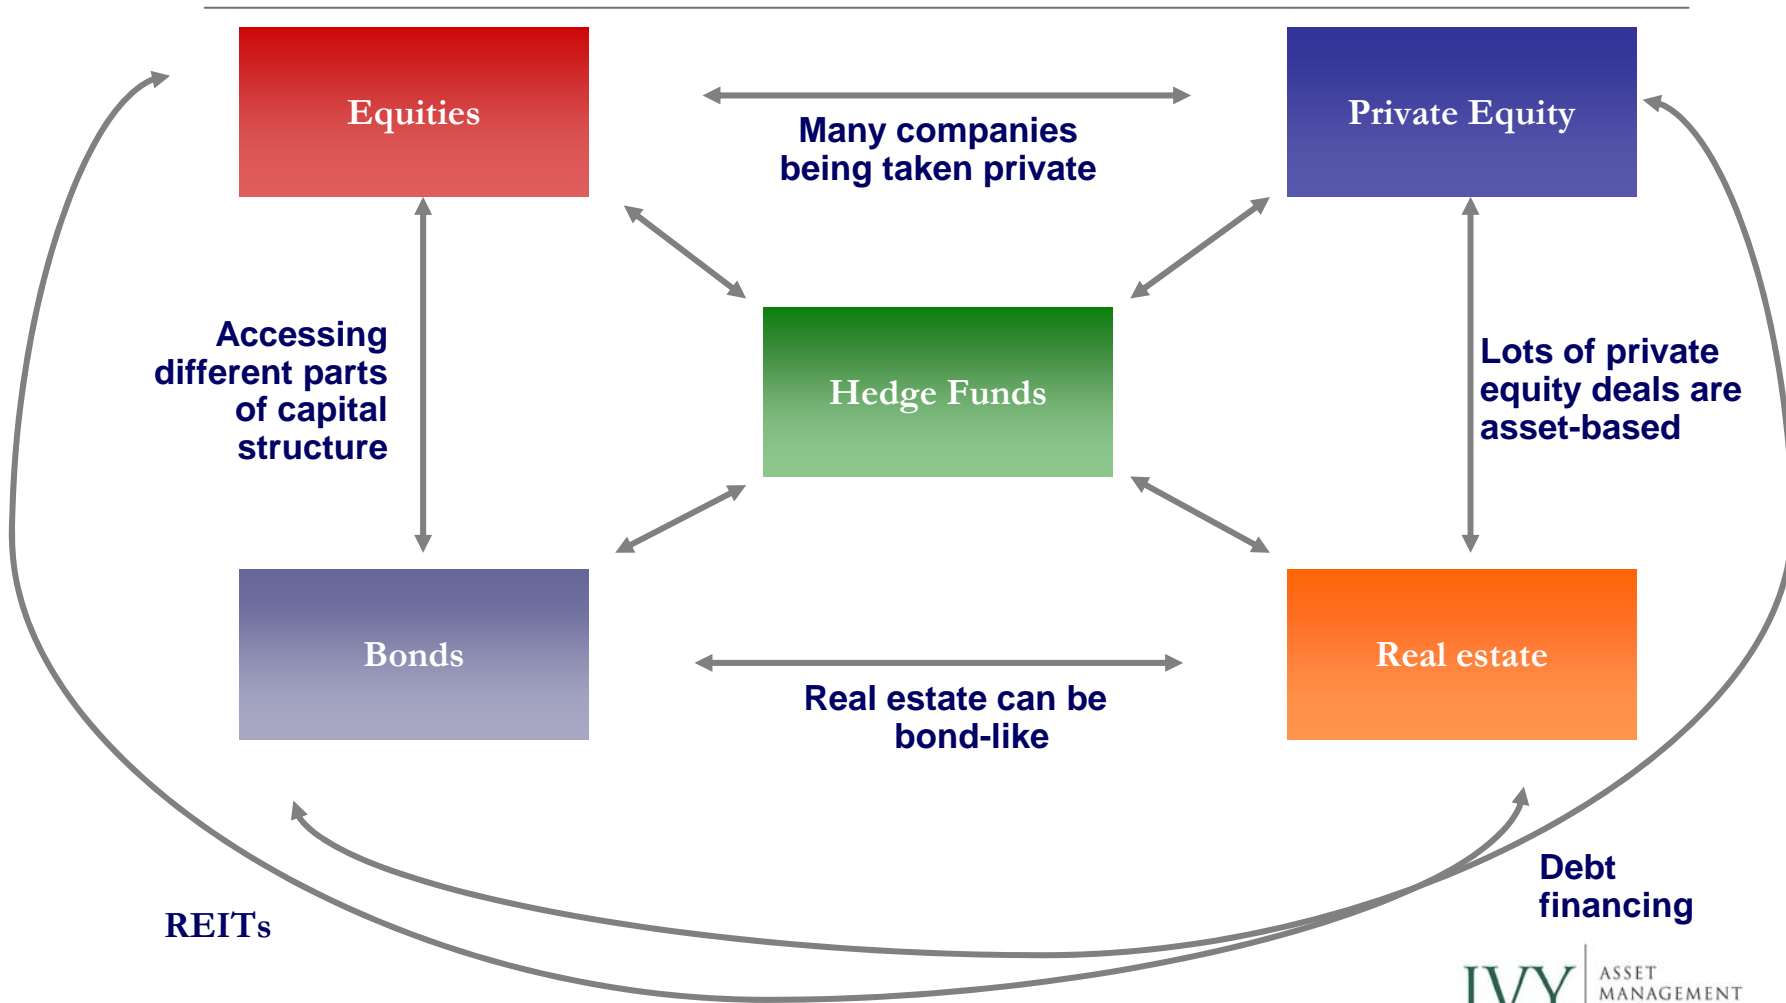 Equities
Private Equity
Many companies
being taken private
Accessing
different parts
of capital
structure
Hedge Funds
Lots of private
equity deals are
asset-based
Bonds
Real estate
Real estate can be
bond-like
Debt
financing
REITs
IVY ASSET
MANAGEMENT